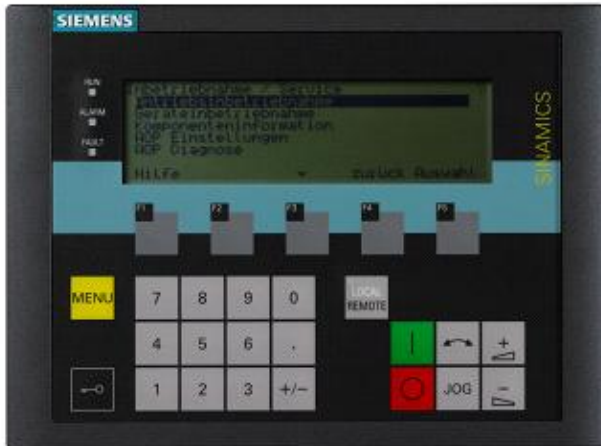 SIEMENS
RUN
ALARM
FAULT
Inbetriebnahme / Service
Antriebsinbetriebnahme
Geräteinbetriebnahme
Komponenteninformation
AOP Einstellungen
AOP Diagnose
Hilfe zurück Auswahl
SINAMICS
F1 F2 F3 F4 F5
MENU 7 8 9 0 LOCAL
REMOTE
4 5 6 . +
1 2 3 +/− JOG −